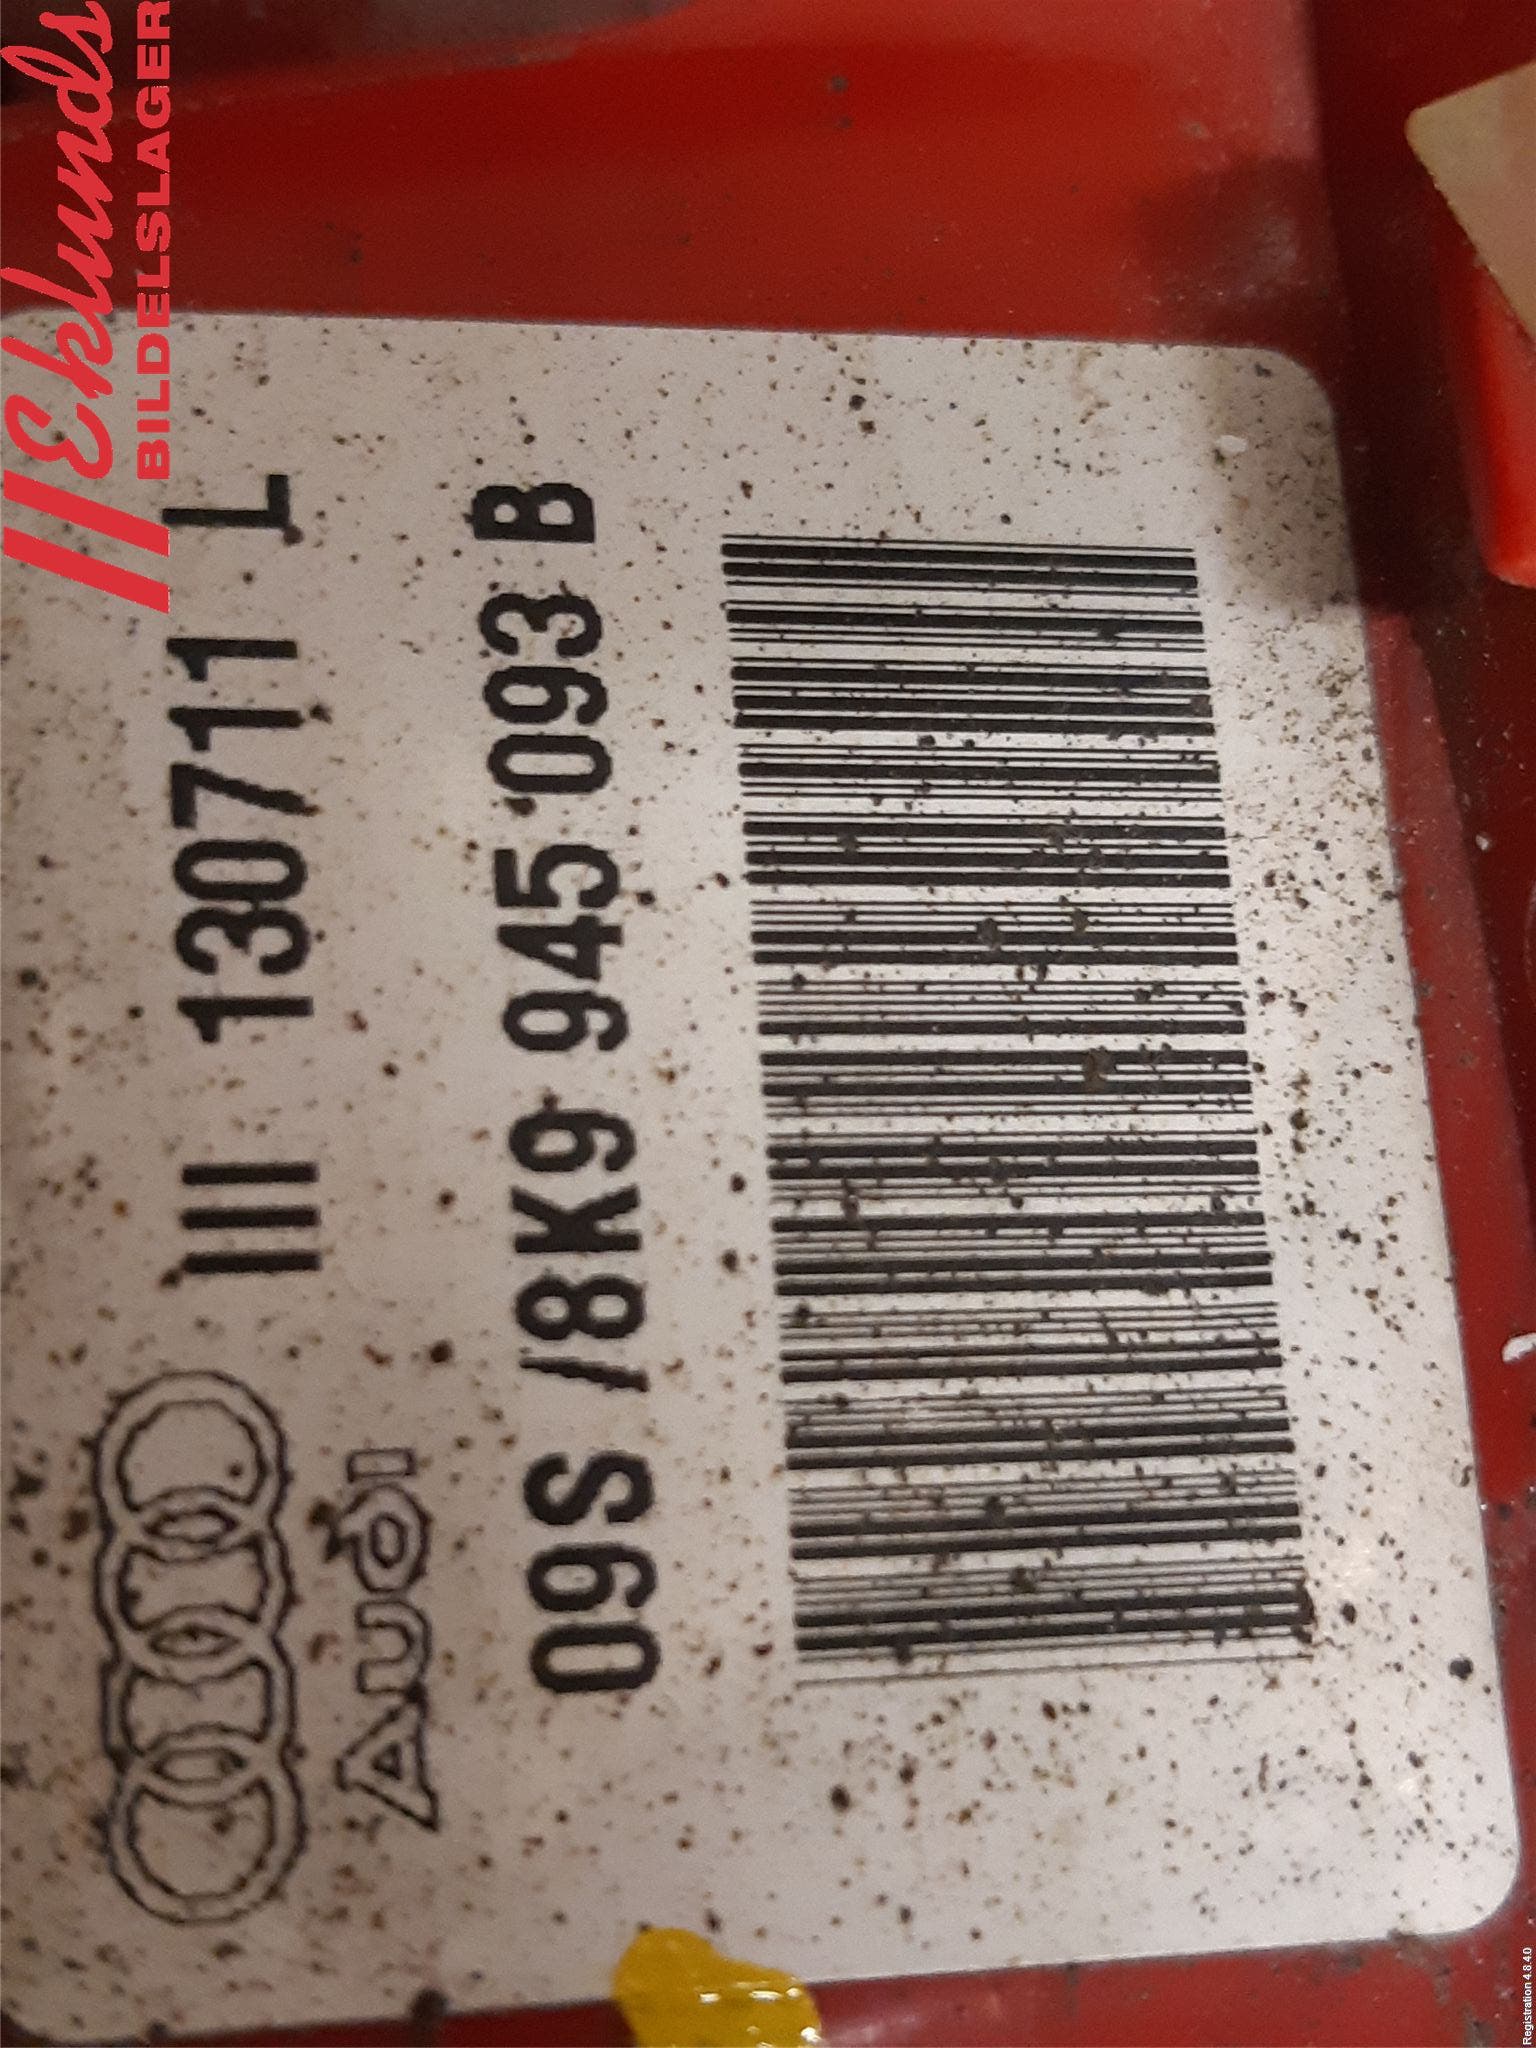 Eklunds
BILDELSLAGER
III 130711 L
Audi
09S /8K9 945 093 B
Registration 4.8.4.0